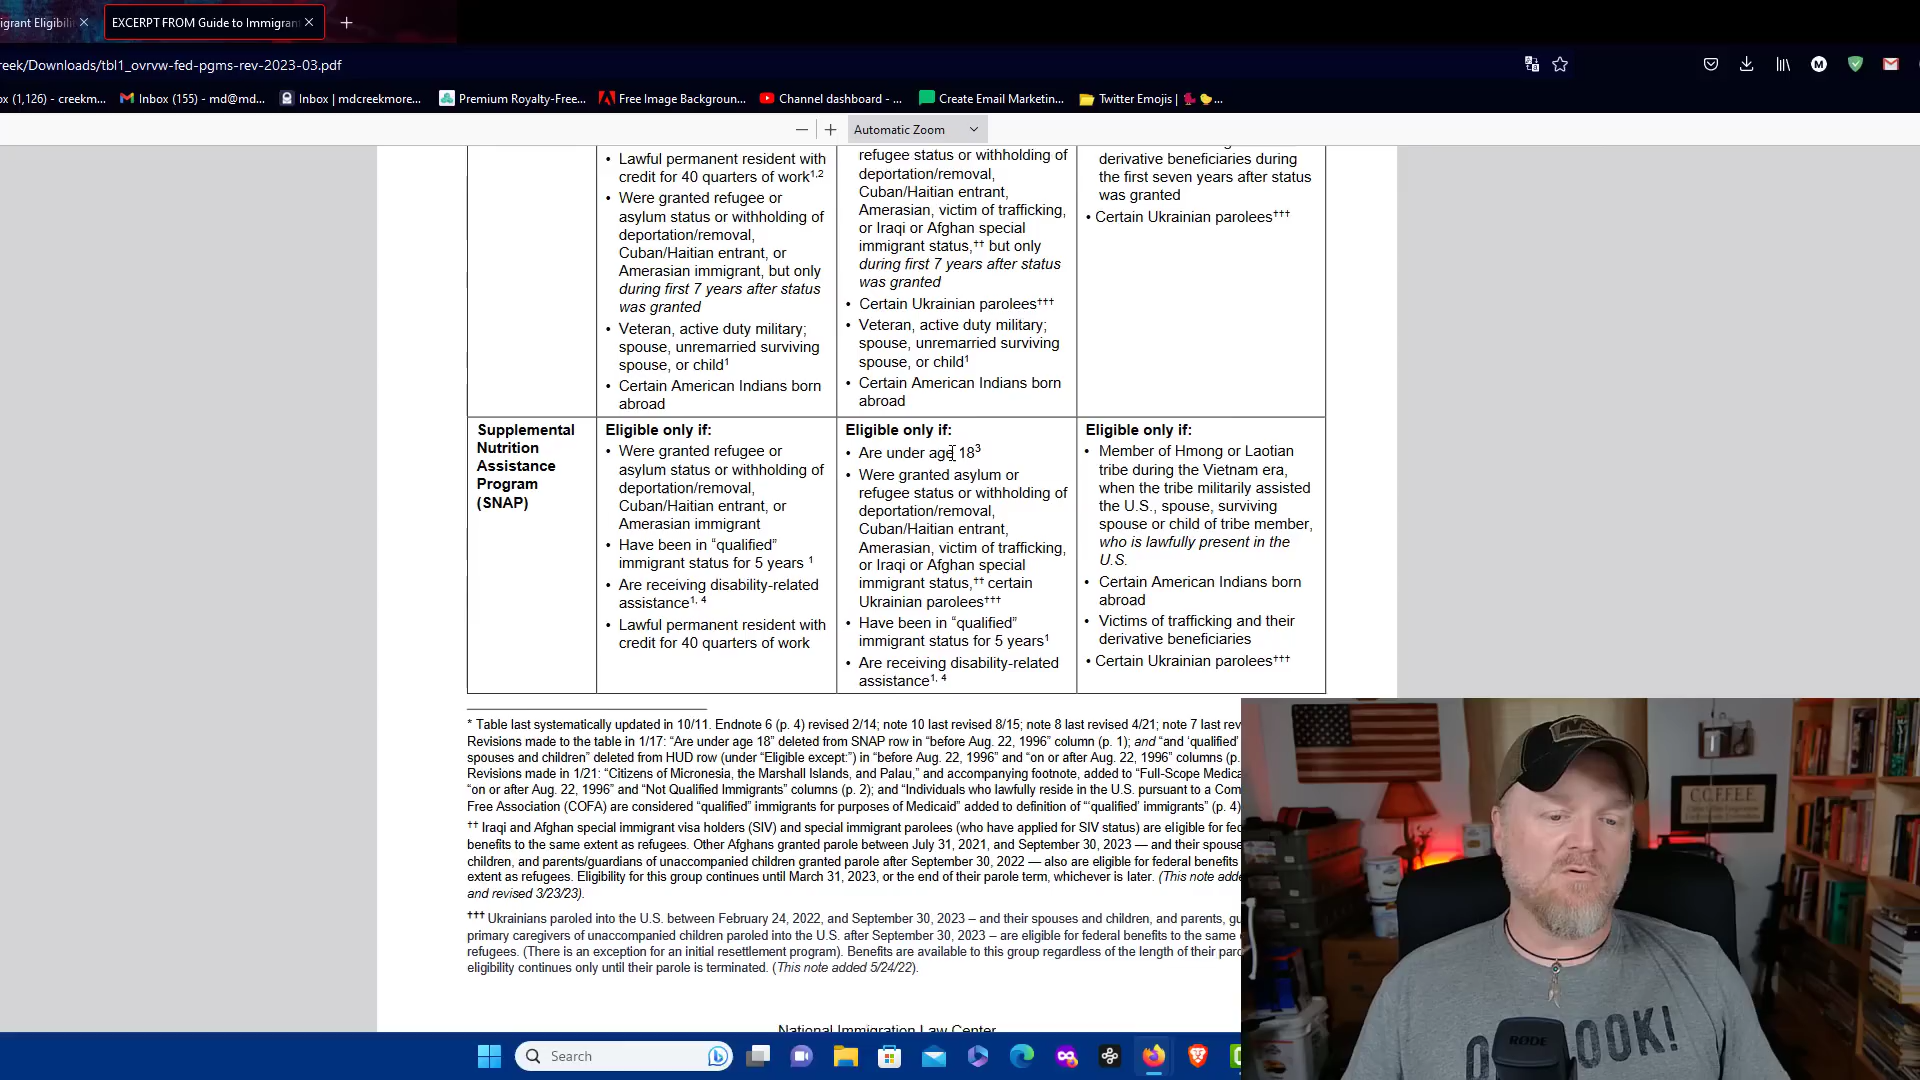 igrant Eligibili
EXCERPT FROM Guide to Immigran
reek/Downloads/tbl1_ovrvw-fed-pgms-rev-2023-03.pdf
ox (1,126) - creekm...
Inbox (155) - md@md...
Inbox | mdcreekmore...
Premium Royalty-Free...
Free Image Backgroun...
Channel dashboard - ...
Create Email Marketin...
Twitter Emojis | 🐓🐤...
Automatic Zoom
• Lawful permanent resident with
credit for 40 quarters of work¹,²
• Were granted refugee or
asylum status or withholding of
deportation/removal,
Cuban/Haitian entrant, or
Amerasian immigrant, but only
during first 7 years after status
was granted
• Veteran, active duty military;
spouse, unremarried surviving
spouse, or child¹
• Certain American Indians born
abroad
refugee status or withholding of
deportation/removal,
Cuban/Haitian entrant,
Amerasian, victim of trafficking,
or Iraqi or Afghan special
immigrant status,†† but only
during first 7 years after status
was granted
• Certain Ukrainian parolees†††
• Veteran, active duty military;
spouse, unremarried surviving
spouse, or child¹
• Certain American Indians born
abroad
derivative beneficiaries during
the first seven years after status
was granted
• Certain Ukrainian parolees†††
Supplemental
Nutrition
Assistance
Program
(SNAP)
Eligible only if:
• Were granted refugee or
asylum status or withholding of
deportation/removal,
Cuban/Haitian entrant, or
Amerasian immigrant
• Have been in “qualified”
immigrant status for 5 years ¹
• Are receiving disability-related
assistance¹, ⁴
• Lawful permanent resident with
credit for 40 quarters of work
Eligible only if:
• Are under age 18³
• Were granted asylum or
refugee status or withholding of
deportation/removal,
Cuban/Haitian entrant,
Amerasian, victim of trafficking,
or Iraqi or Afghan special
immigrant status,†† certain
Ukrainian parolees†††
• Have been in “qualified”
immigrant status for 5 years¹
• Are receiving disability-related
assistance¹, ⁴
Eligible only if:
• Member of Hmong or Laotian
tribe during the Vietnam era,
when the tribe militarily assisted
the U.S., spouse, surviving
spouse or child of tribe member,
who is lawfully present in the
U.S.
• Certain American Indians born
abroad
• Victims of trafficking and their
derivative beneficiaries
• Certain Ukrainian parolees†††
* Table last systematically updated in 10/11. Endnote 6 (p. 4) revised 2/14; note 10 last revised 8/15; note 8 last revised 4/21; note 7 last rev
Revisions made to the table in 1/17: “Are under age 18” deleted from SNAP row in “before Aug. 22, 1996” column (p. 1); and “and ‘qualified’
spouses and children” deleted from HUD row (under “Eligible except:”) in “before Aug. 22, 1996” and “on or after Aug. 22, 1996” columns (p.
Revisions made in 1/21: “Citizens of Micronesia, the Marshall Islands, and Palau,” and accompanying footnote, added to “Full-Scope Medica
“on or after Aug. 22, 1996” and “Not Qualified Immigrants” columns (p. 2); and “Individuals who lawfully reside in the U.S. pursuant to a Com
Free Association (COFA) are considered “qualified” immigrants for purposes of Medicaid” added to definition of “‘qualified’ immigrants” (p. 4)
†† Iraqi and Afghan special immigrant visa holders (SIV) and special immigrant parolees (who have applied for SIV status) are eligible for fed
benefits to the same extent as refugees. Other Afghans granted parole between July 31, 2021, and September 30, 2023 — and their spouse
children, and parents/guardians of unaccompanied children granted parole after September 30, 2022 — also are eligible for federal benefits
extent as refugees. Eligibility for this group continues until March 31, 2023, or the end of their parole term, whichever is later. (This note adde
and revised 3/23/23).
††† Ukrainians paroled into the U.S. between February 24, 2022, and September 30, 2023 – and their spouses and children, and parents, gu
primary caregivers of unaccompanied children paroled into the U.S. after September 30, 2023 – are eligible for federal benefits to the same
refugees. (There is an exception for an initial resettlement program). Benefits are available to this group regardless of the length of their paro
eligibility continues only until their parole is terminated. (This note added 5/24/22).
National Immigration Law Center
C.O.F.F.E.E.
RODE
OOK!
Search